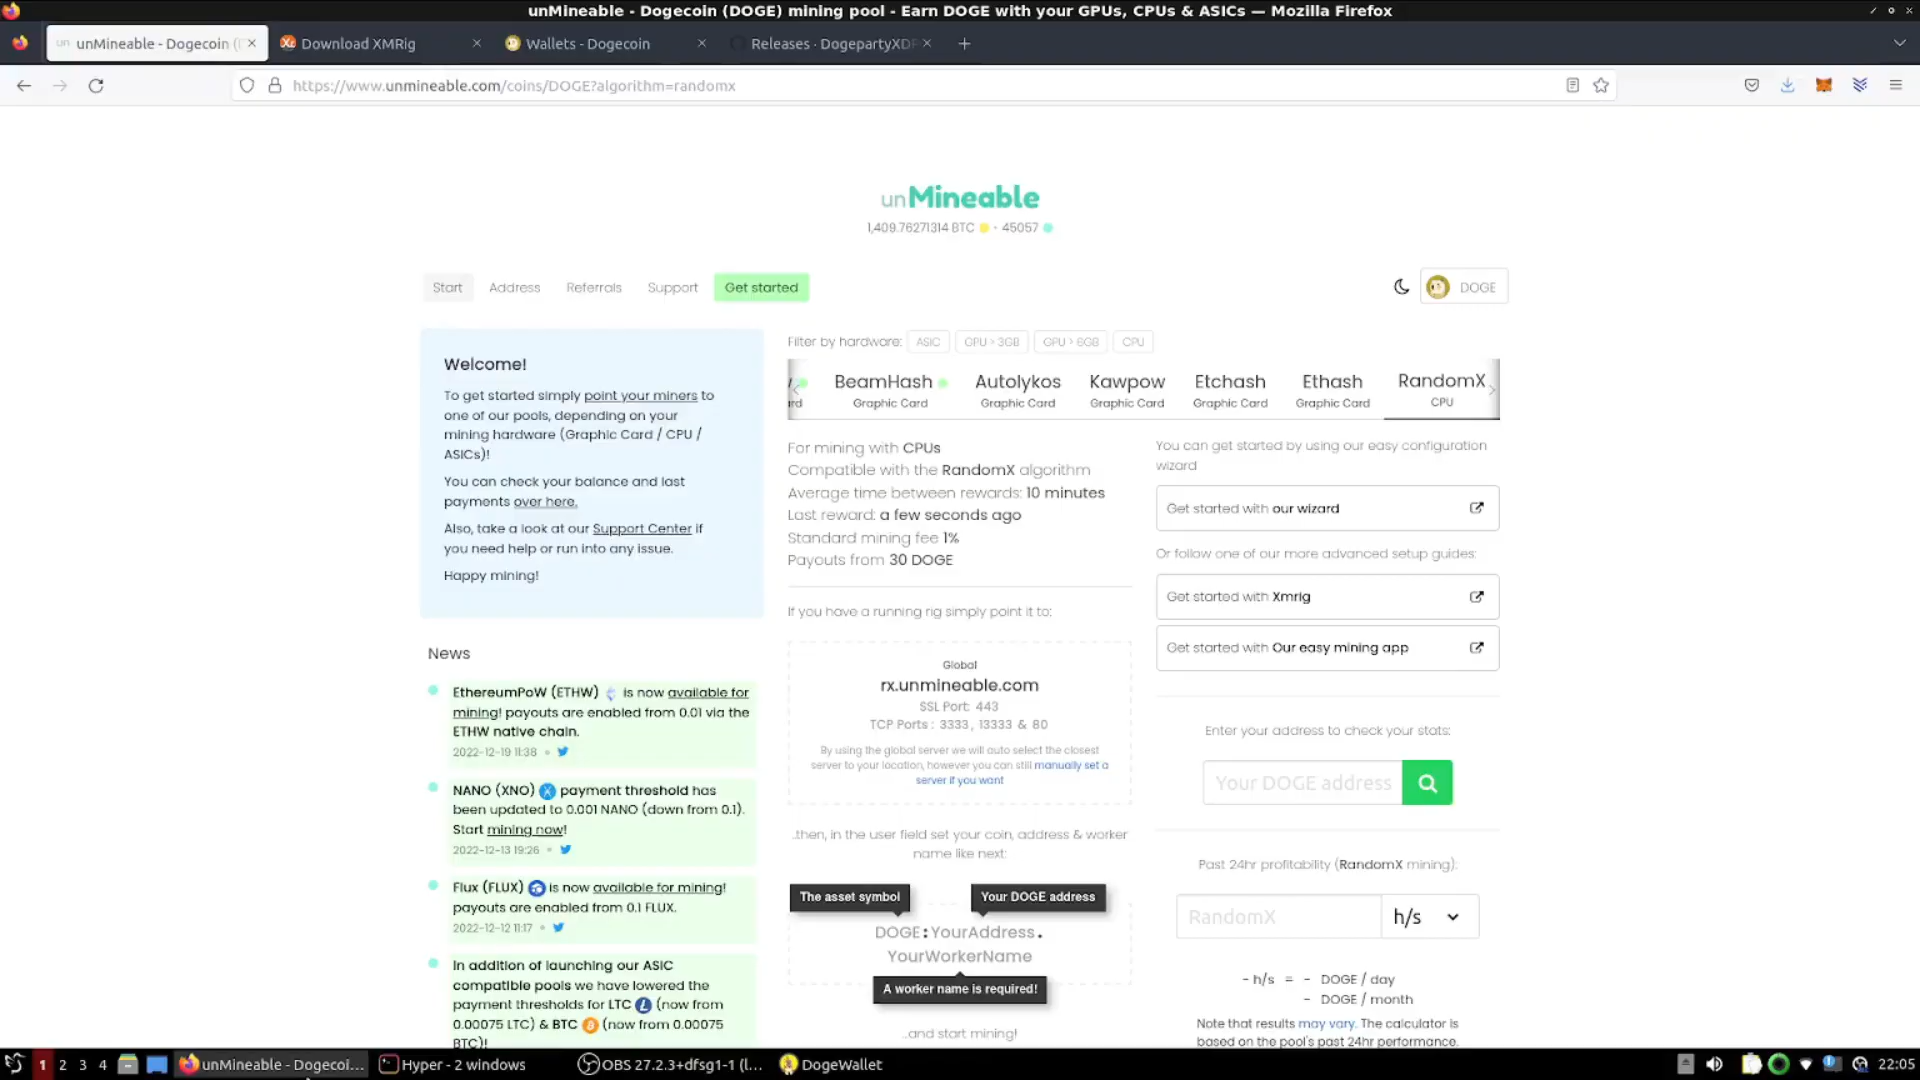 unMineable - Dogecoin (DOGE) mining pool - Earn DOGE with your GPUs, CPUs & ASICs — Mozilla Firefox
unMineable - Dogecoin (
Download XMRig
Wallets - Dogecoin
Releases · DogepartyXDP
https://www.unmineable.com/coins/DOGE?algorithm=randomx
unMineable
1,409.76271314 BTC · 45057
Start Address Referrals Support Get started
DOGE
Welcome!
To get started simply point your miners to
one of our pools, depending on your
mining hardware (Graphic Card / CPU /
ASICs)!
You can check your balance and last
payments over here.
Also, take a look at our Support Center if
you need help or run into any issue.
Happy mining!
News
EthereumPoW (ETHW) is now available for
mining! payouts are enabled from 0.01 via the
ETHW native chain.
2022-12-19 11:38
NANO (XNO) payment threshold has
been updated to 0.001 NANO (down from 0.1).
Start mining now!
2022-12-13 19:26
Flux (FLUX) is now available for mining!
payouts are enabled from 0.1 FLUX.
2022-12-12 11:17
In addition of launching our ASIC
compatible pools we have lowered the
payment thresholds for LTC (now from
0.00075 LTC) & BTC (now from 0.00075
BTC)!
Filter by hardware: ASIC GPU > 3GB GPU > 6GB CPU
BeamHash Autolykos Kawpow Etchash Ethash RandomX
Graphic Card Graphic Card Graphic Card Graphic Card Graphic Card CPU
For mining with CPUs
Compatible with the RandomX algorithm
Average time between rewards: 10 minutes
Last reward: a few seconds ago
Standard mining fee 1%
Payouts from 30 DOGE
If you have a running rig simply point it to:
Global
rx.unmineable.com
SSL Port: 443
TCP Ports : 3333, 13333 & 80
By using the global server we will auto select the closest
server to your location, however you can still manually set a
server if you want
..then, in the user field set your coin, address & worker
name like next:
The asset symbol
Your DOGE address
DOGE:YourAddress.
YourWorkerName
A worker name is required!
..and start mining!
You can get started by using our easy configuration
wizard
Get started with our wizard
Or follow one of our more advanced setup guides:
Get started with Xmrig
Get started with Our easy mining app
Enter your address to check your stats:
Your DOGE address
Past 24hr profitability (RandomX mining):
RandomX h/s
- h/s = - DOGE / day
- DOGE / month
Note that results may vary. The calculator is
based on the pool's past 24hr performance.
1 2 3 4
unMineable - Dogecoi...
Hyper - 2 windows
OBS 27.2.3+dfsg1-1 (l...
DogeWallet
22:05